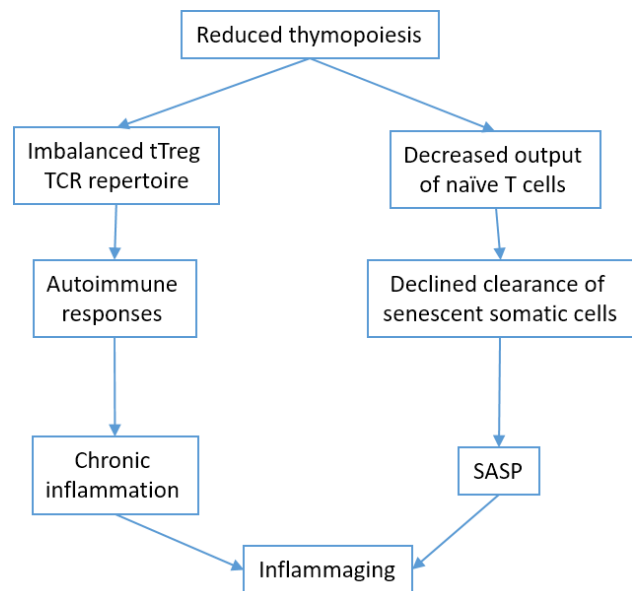 Reduced thymopoiesis
Imbalanced tTreg
TCR repertoire
Decreased output
of naïve T cells
Autoimmune
responses
Declined clearance of
senescent somatic cells
Chronic
inflammation
SASP
Inflammaging